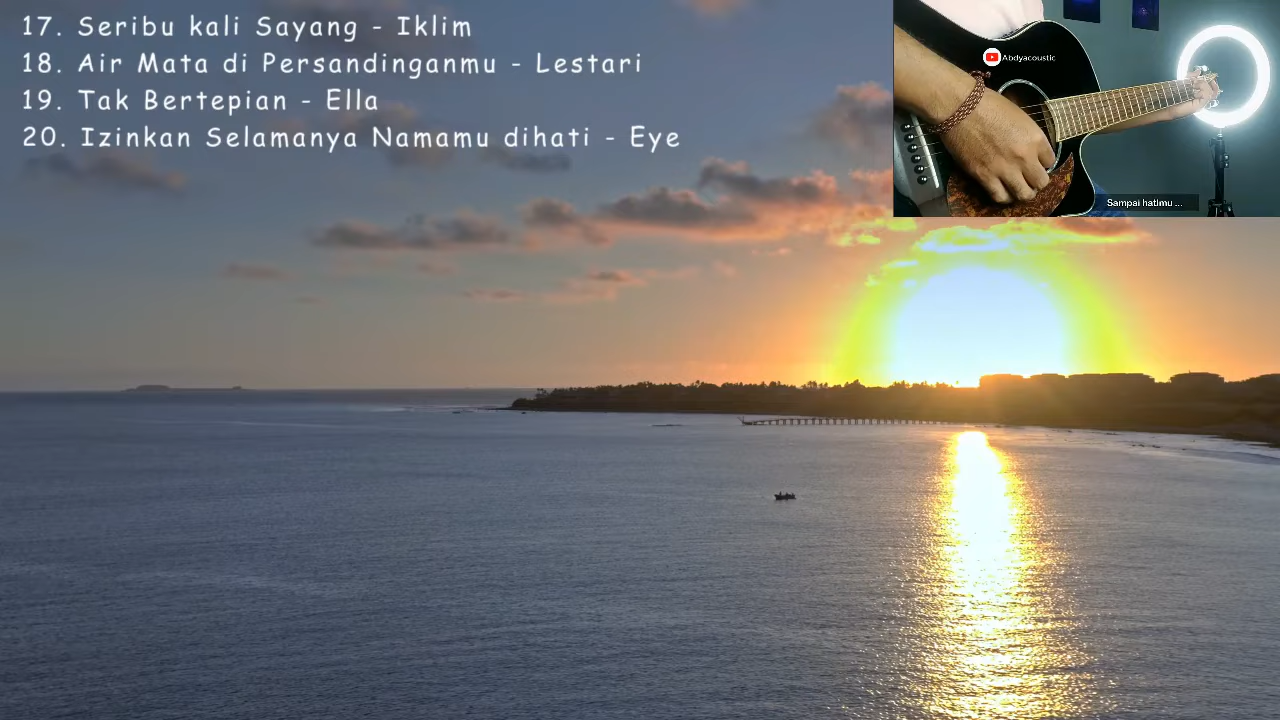 17. Seribu kali Sayang - Iklim
18. Air Mata di Persandinganmu - Lestari
19. Tak Bertepian - Ella
20. Izinkan Selamanya Namamu dihati - Eye
Abdyacoustic
Sampai hatimu ...